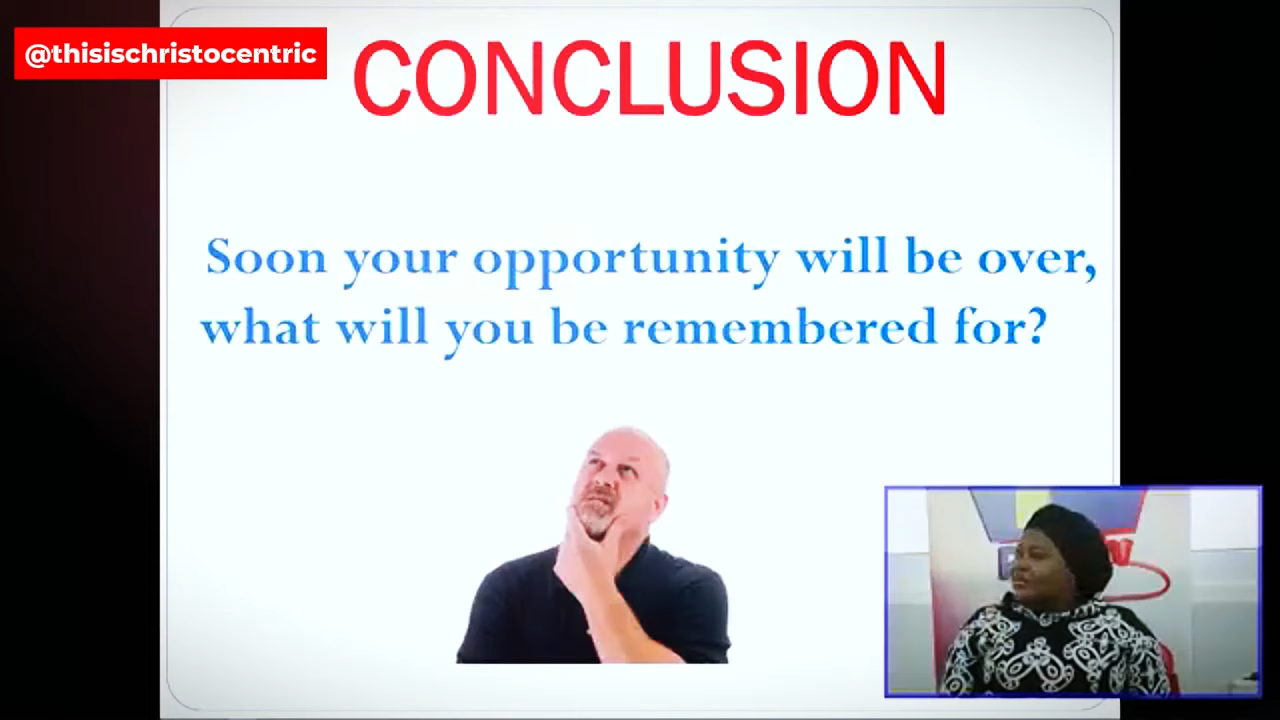 @thisischristocentric
CONCLUSION
Soon your opportunity will be over,
what will you be remembered for?